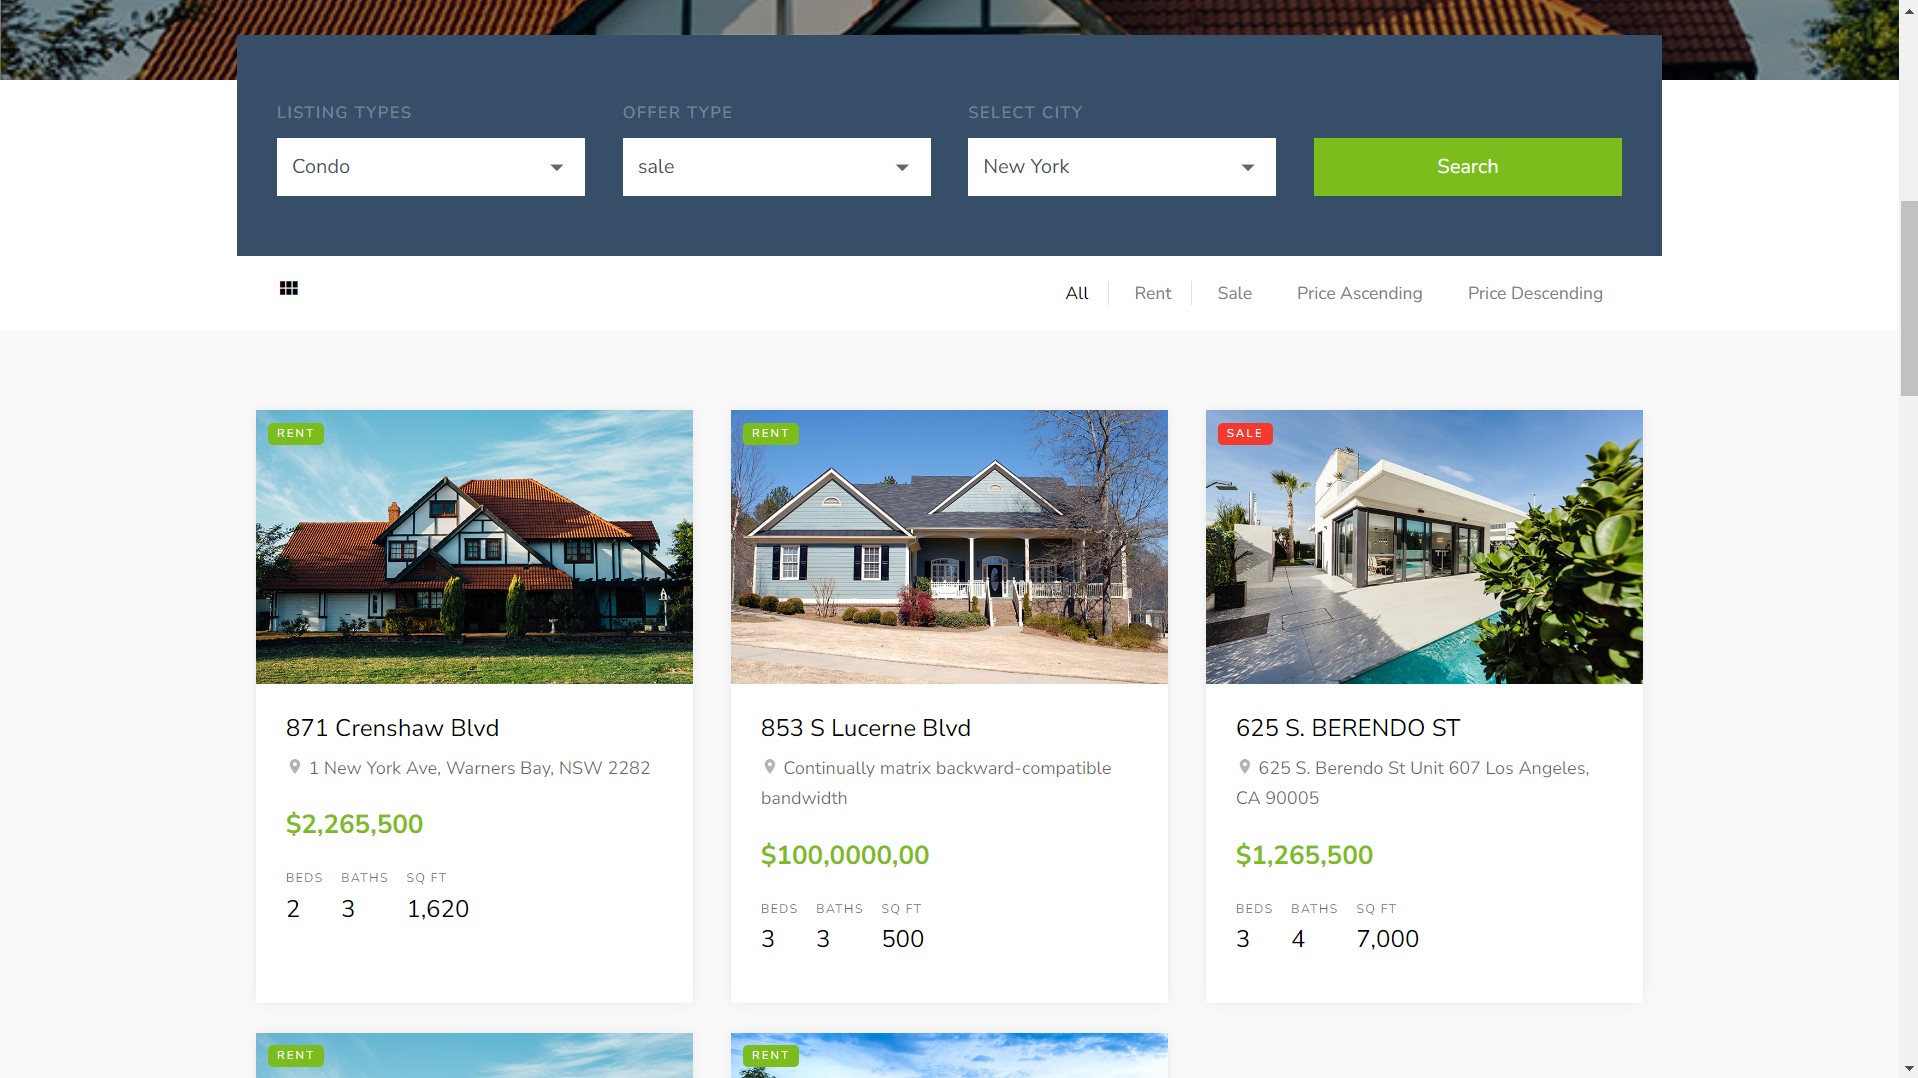 LISTING TYPES
OFFER TYPE
SELECT CITY
Condo
sale
New York
Search
All
Rent
Sale
Price Ascending
Price Descending
RENT
871 Crenshaw Blvd
1 New York Ave, Warners Bay, NSW 2282
$2,265,500
BEDS BATHS SQ FT
2 3 1,620
RENT
853 S Lucerne Blvd
Continually matrix backward-compatible
bandwidth
$100,0000,00
BEDS BATHS SQ FT
3 3 500
SALE
625 S. BERENDO ST
625 S. Berendo St Unit 607 Los Angeles,
CA 90005
$1,265,500
BEDS BATHS SQ FT
3 4 7,000
RENT
RENT